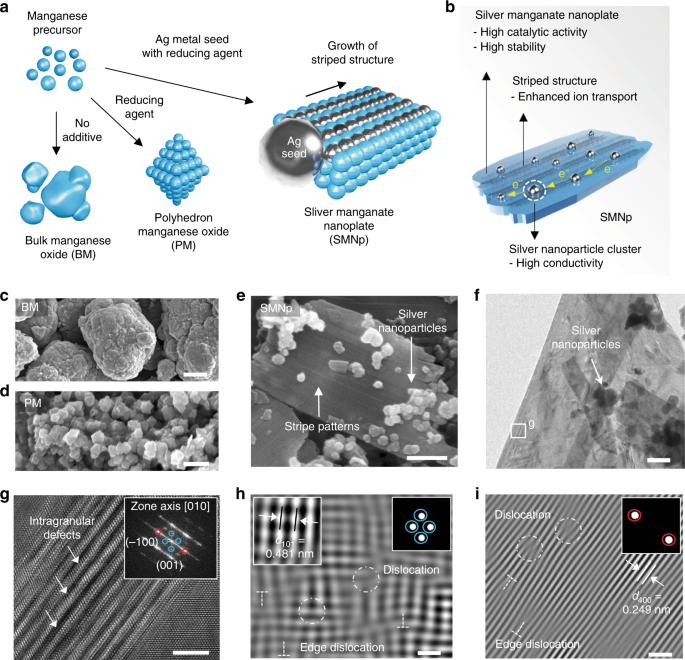 a
Manganese
precursor
Ag metal seed
with reducing agent
Growth of
striped structure
Reducing
agent
No
additive
Ag
seed
Bulk manganese
oxide (BM)
Polyhedron
manganese oxide
(PM)
Sliver manganate
nanoplate
(SMNp)
b
Silver manganate nanoplate
- High catalytic activity
- High stability
Striped structure
- Enhanced ion transport
e-
e-
e-
SMNp
Silver nanoparticle cluster
- High conductivity
c
BM
d
PM
e
SMNp
Silver
nanoparticles
Stripe patterns
f
Silver
nanoparticles
g
g
Zone axis [010]
Intragranular
defects
(−100)
(001)
h
d101 =
0.481 nm
Dislocation
Edge dislocation
i
Dislocation
d400 =
0.249 nm
Edge dislocation